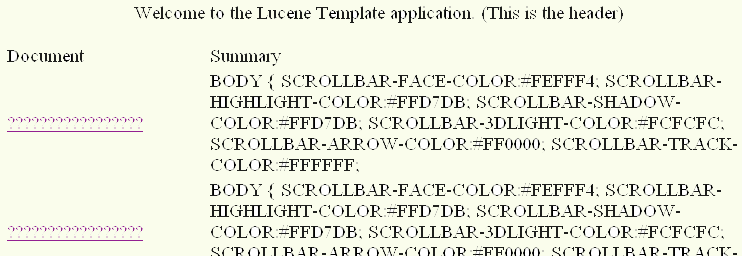 Welcome to the Lucene Template application. (This is the header)
Document Summary
?????????????????
BODY { SCROLLBAR-FACE-COLOR:#FEFFF4; SCROLLBAR-
HIGHLIGHT-COLOR:#FFD7DB; SCROLLBAR-SHADOW-
COLOR:#FFD7DB; SCROLLBAR-3DLIGHT-COLOR:#FCFCFC;
SCROLLBAR-ARROW-COLOR:#FF0000; SCROLLBAR-TRACK-
COLOR:#FFFFFF;
?????????????????
BODY { SCROLLBAR-FACE-COLOR:#FEFFF4; SCROLLBAR-
HIGHLIGHT-COLOR:#FFD7DB; SCROLLBAR-SHADOW-
COLOR:#FFD7DB; SCROLLBAR-3DLIGHT-COLOR:#FCFCFC;
SCROLLBAR-ARROW-COLOR:#FF0000; SCROLLBAR-TRACK-